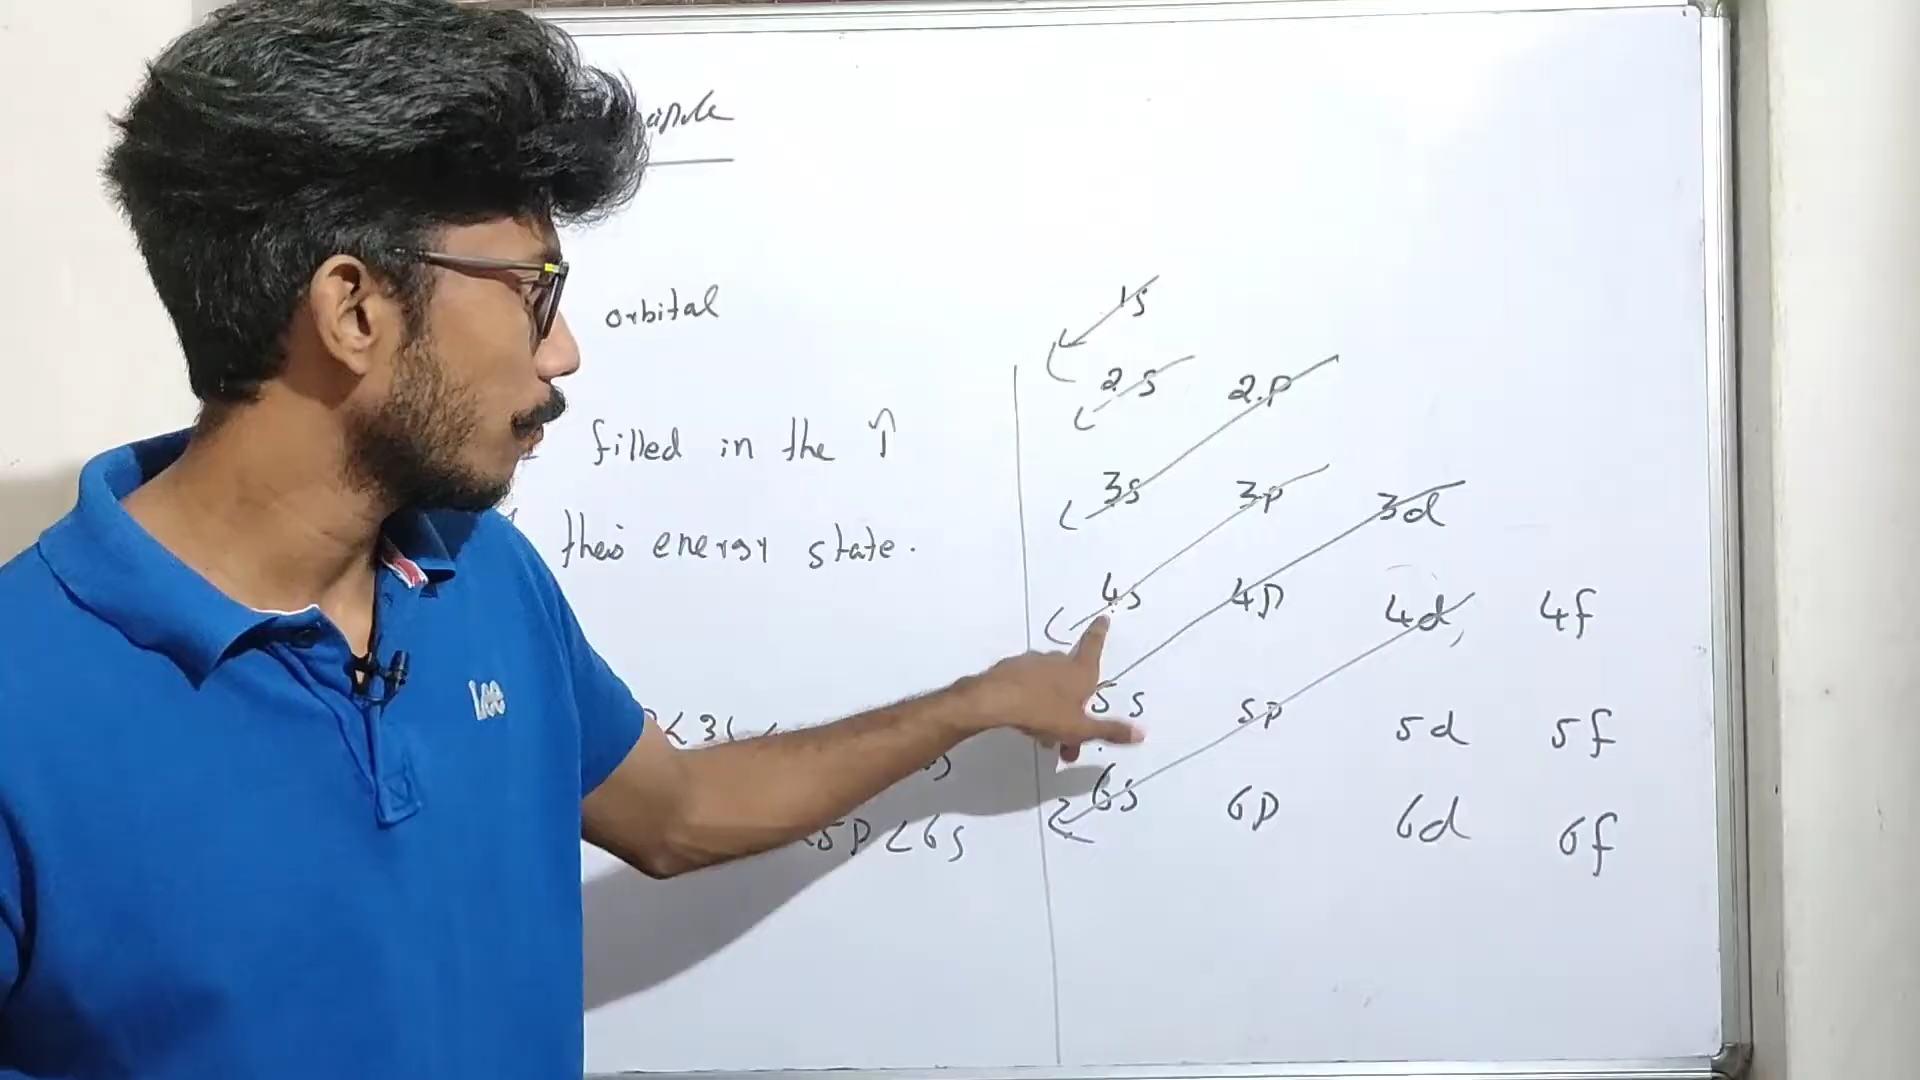 orbital
filled in the ↑
energy state.
<5p<6s
1s
2s 2p
3s 3p 3d
4s 4p 4d, 4f
5s 5p 5d 5f
6s 6p 6d 6f
Lee